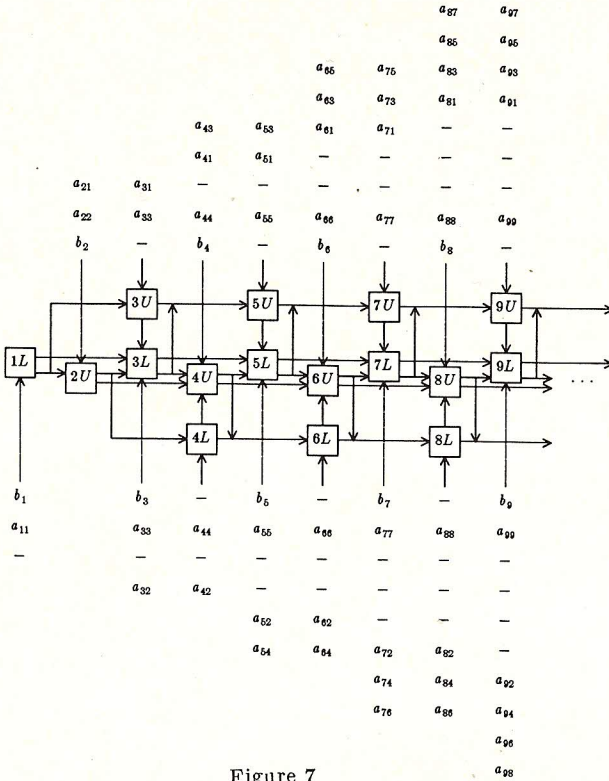 a87 a97
a85 a95
a65 a75 a83 a93
a63 a73 a81 a91
a43 a53 a61 a71 – –
a41 a51 – – – –
a21 a31 – – – – – –
a22 a33 a44 a55 a66 a77 a88 a99
b2 – b4 – b6 – b8 –
3U 5U 7U 9U
1L 3L 5L 7L 9L
2U 4U 6U 8U ...
4L 6L 8L
b1 b3 – b5 – b7 – b9
a11 a33 a44 a55 a66 a77 a88 a99
– – – – – – – –
a32 a42 – – – – –
a52 a62 – – –
a54 a64 a72 a82 –
a74 a84 a92
a76 a86 a94
a96
a98
Figure 7